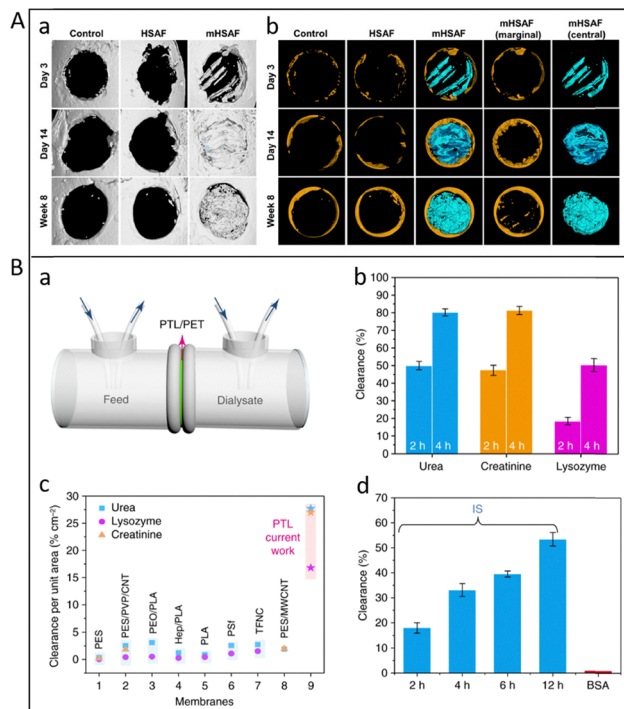 A
a
Control HSAF mHSAF
Day 3
Day 14
Week 8
b
Control HSAF mHSAF mHSAF (marginal) mHSAF (central)
Day 3
Day 14
Week 8
B
a
PTL/PET
Feed Dialysate
b
Clearance (%)
100
90
80
70
60
50
40
30
20
10
0
2 h 4 h 2 h 4 h 2 h 4 h
Urea Creatinine Lysozyme
c
Clearance per unit area (% cm⁻²)
30
25
20
15
10
5
0
Urea
Lysozyme
Creatinine
PTL
current
work
PES
PES/PVP/CNT
PEO/PLA
Hep/PLA
PLA
PSf
TFNC
PES/MWCNT
1 2 3 4 5 6 7 8 9
Memranes
d
Clearance (%)
70
60
50
40
30
20
10
0
IS
2 h 4 h 6 h 12 h BSA